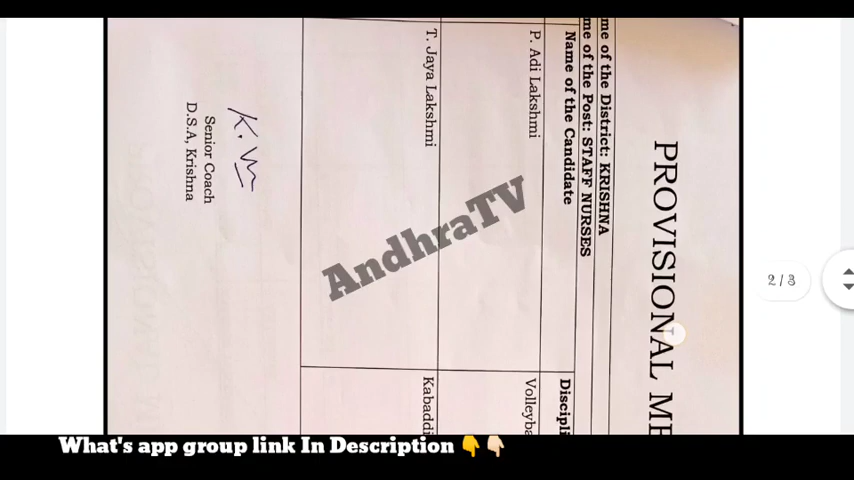 PROVISIONAL ME
me of the District: KRISHNA
me of the Post: STAFF NURSES
Name of the Candidate Discipli
P. Adi Lakshmi Volleyba
T. Jaya Lakshmi Kabaddi
Senior Coach
D.S.A, Krishna
AndhraTV
2 / 3
What's app group link In Description 👇👇🏻